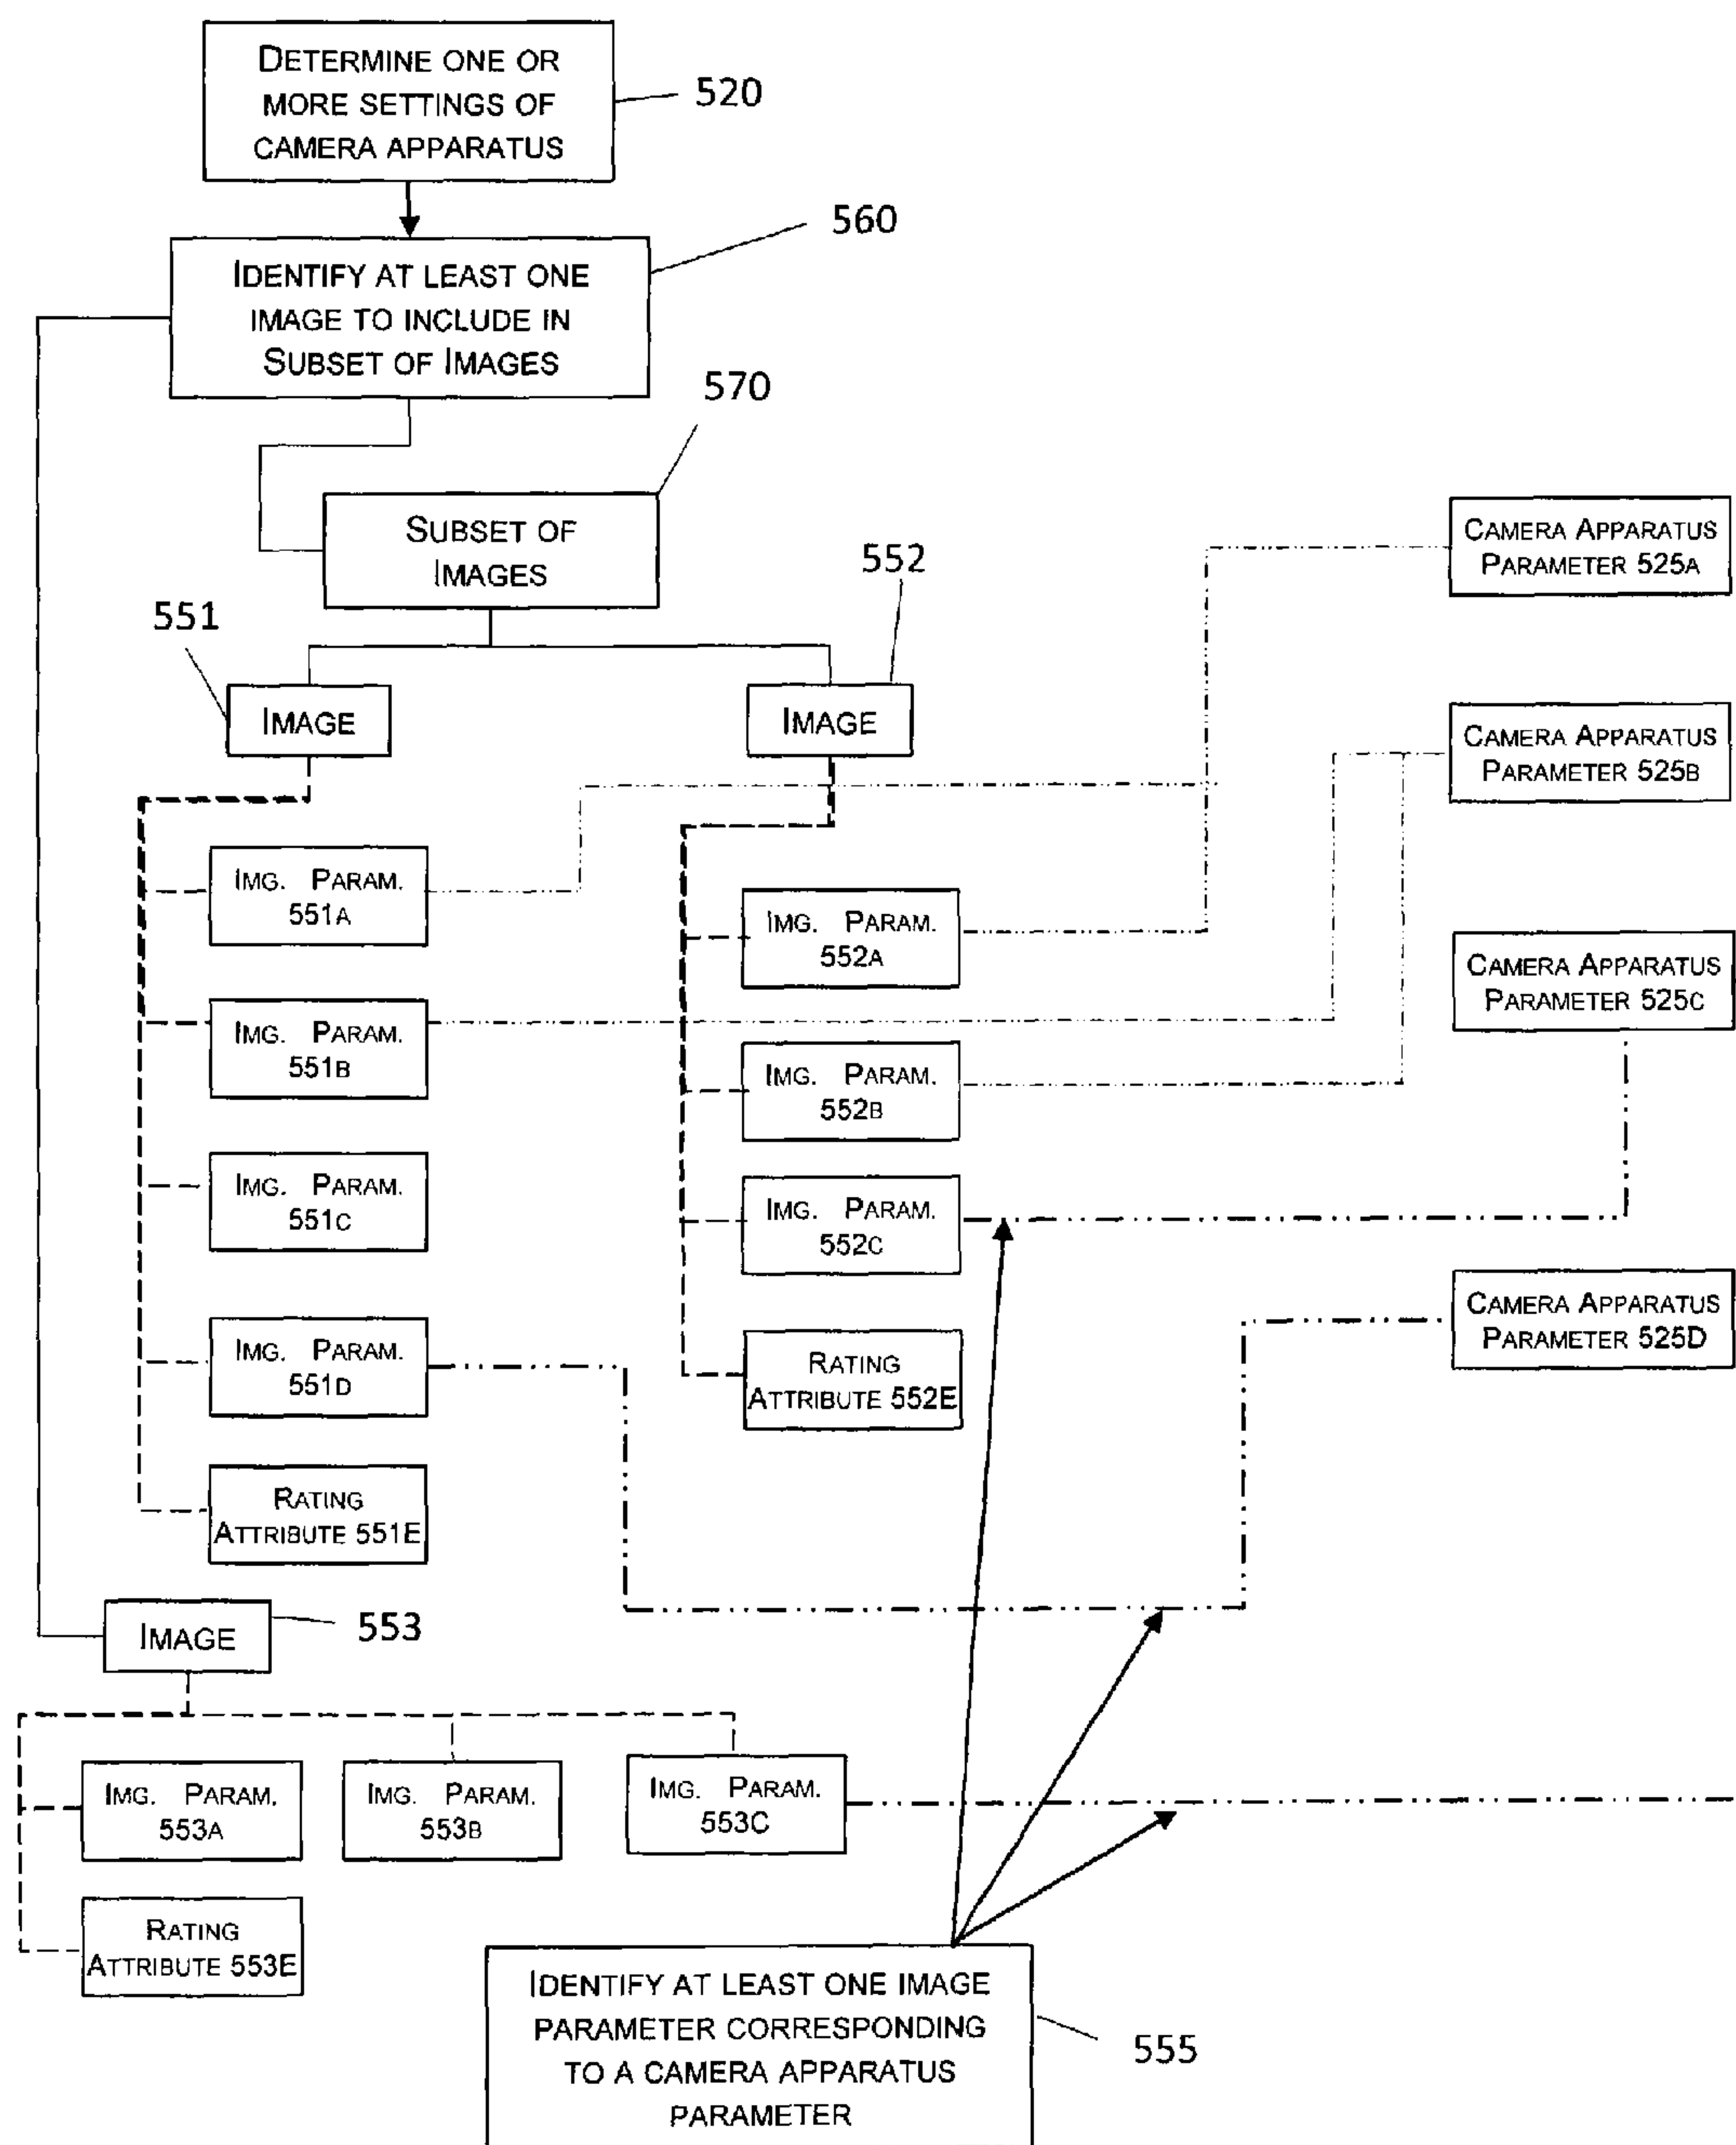 DETERMINE ONE OR
MORE SETTINGS OF
CAMERA APPARATUS
520
560
IDENTIFY AT LEAST ONE
IMAGE TO INCLUDE IN
SUBSET OF IMAGES
570
SUBSET OF
IMAGES
551
552
IMAGE
IMAGE
CAMERA APPARATUS
PARAMETER 525A
CAMERA APPARATUS
PARAMETER 525B
CAMERA APPARATUS
PARAMETER 525C
CAMERA APPARATUS
PARAMETER 525D
IMG. PARAM.
551A
IMG. PARAM.
551B
IMG. PARAM.
551C
IMG. PARAM.
551D
RATING
ATTRIBUTE 551E
IMG. PARAM.
552A
IMG. PARAM.
552B
IMG. PARAM.
552C
RATING
ATTRIBUTE 552E
IMAGE
553
IMG. PARAM.
553A
IMG. PARAM.
553B
IMG. PARAM.
553C
RATING
ATTRIBUTE 553E
IDENTIFY AT LEAST ONE IMAGE
PARAMETER CORRESPONDING
TO A CAMERA APPARATUS
PARAMETER
555